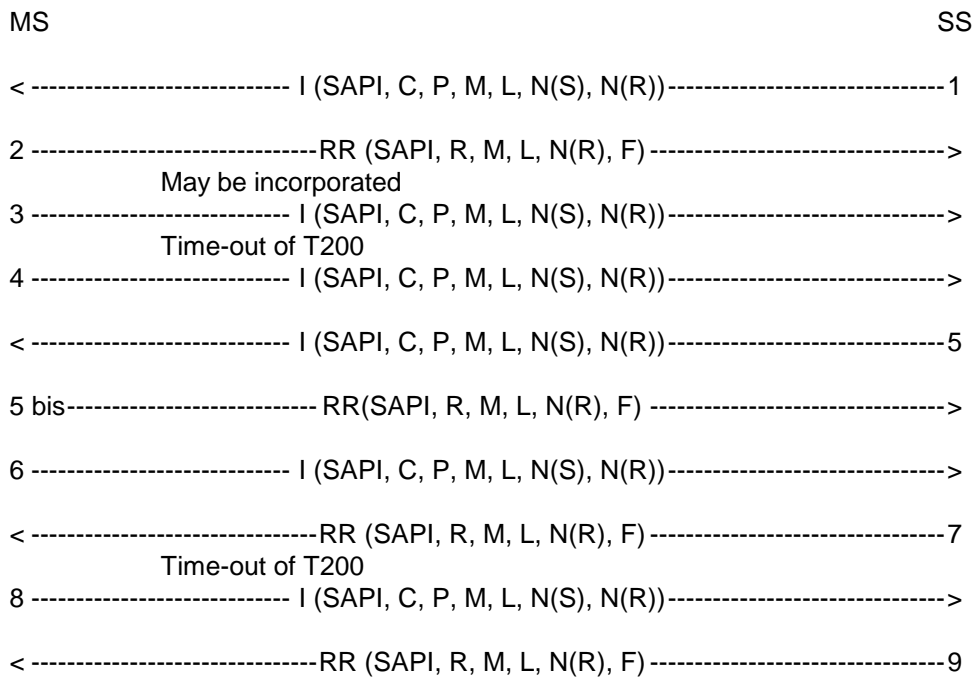 MS SS
< ----------------------------- I (SAPI, C, P, M, L, N(S), N(R))-------------------------------1
2 --------------------------------RR (SAPI, R, M, L, N(R), F) ---------------------------------->
May be incorporated
3 ----------------------------- I (SAPI, C, P, M, L, N(S), N(R))-------------------------------->
Time-out of T200
4 ----------------------------- I (SAPI, C, P, M, L, N(S), N(R))-------------------------------->
< ----------------------------- I (SAPI, C, P, M, L, N(S), N(R))-------------------------------5
5 bis---------------------------- RR(SAPI, R, M, L, N(R), F) --------------------------------->
6 ----------------------------- I (SAPI, C, P, M, L, N(S), N(R))-------------------------------->
< --------------------------------RR (SAPI, R, M, L, N(R), F) ---------------------------------7
Time-out of T200
8 ----------------------------- I (SAPI, C, P, M, L, N(S), N(R))-------------------------------->
< --------------------------------RR (SAPI, R, M, L, N(R), F) ---------------------------------9